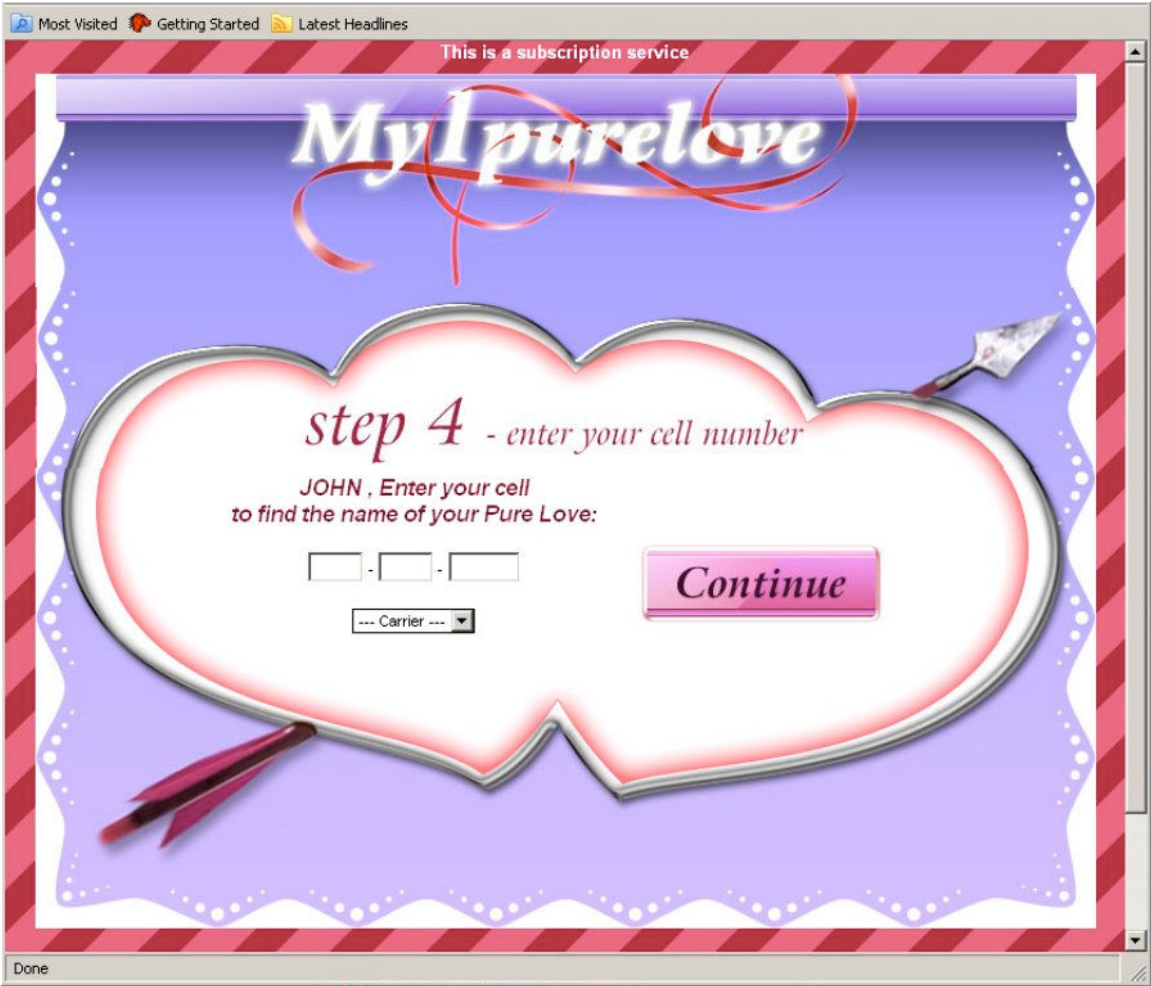 Most Visited Getting Started Latest Headlines
This is a subscription service
My1purelove
step 4 - enter your cell number
JOHN , Enter your cell
to find the name of your Pure Love:
- -
Continue
--- Carrier ---
Done